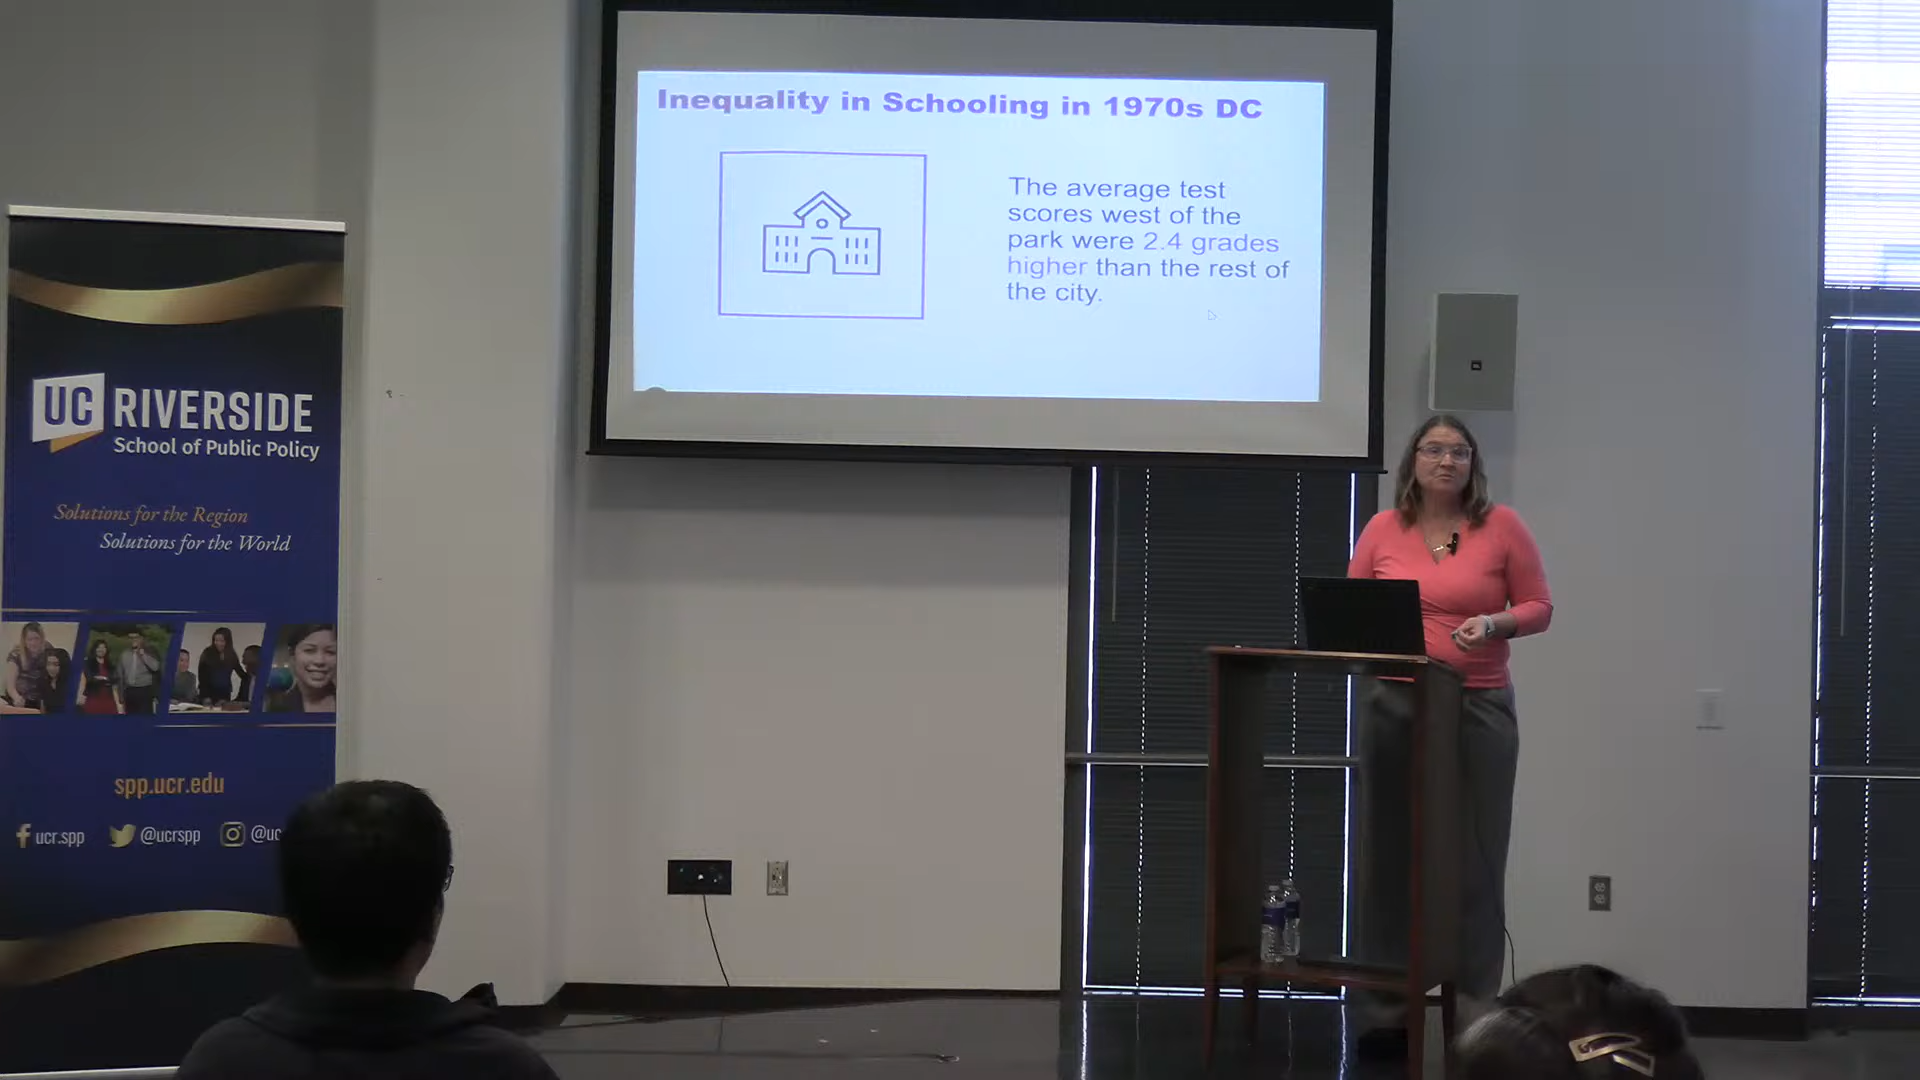 Inequality in Schooling in 1970s DC
The average test
scores west of the
park were 2.4 grades
higher than the rest of
the city.
UC RIVERSIDE
School of Public Policy
Solutions for the Region
Solutions for the World
spp.ucr.edu
ucr.spp @ucrspp @uc